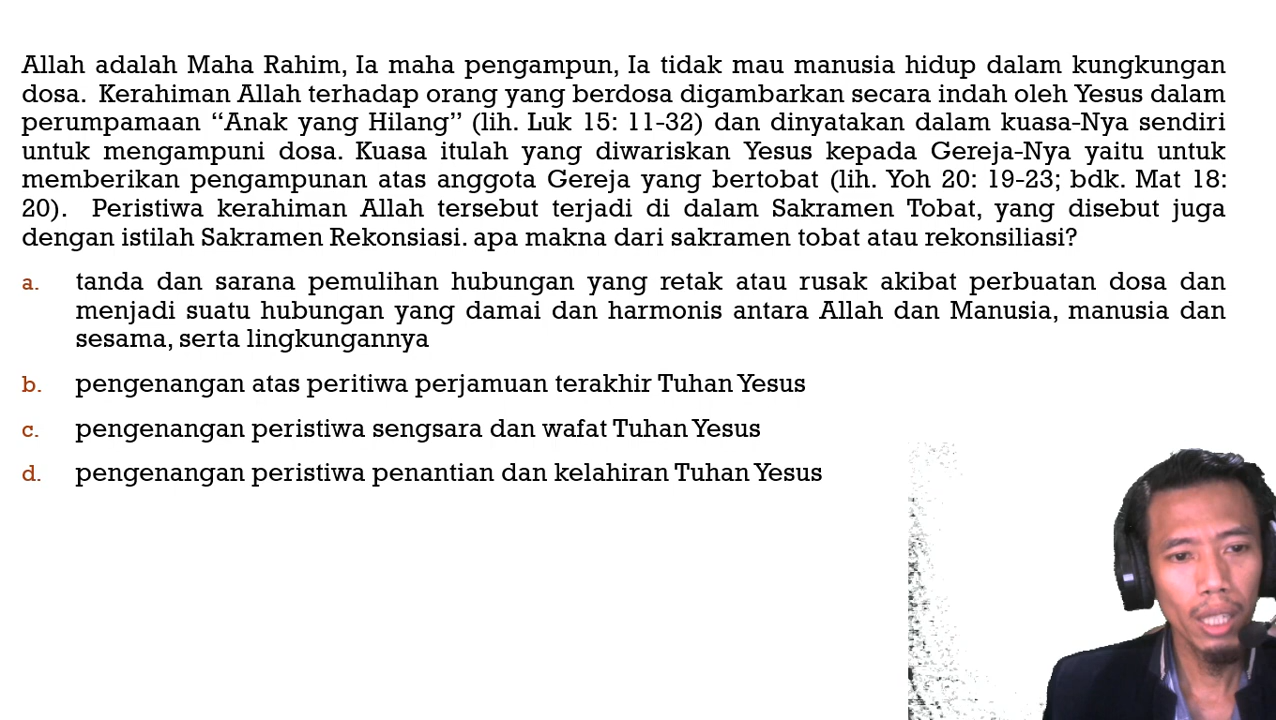 Allah adalah Maha Rahim, Ia maha pengampun, Ia tidak mau manusia hidup dalam kungkungan
dosa. Kerahiman Allah terhadap orang yang berdosa digambarkan secara indah oleh Yesus dalam
perumpamaan “Anak yang Hilang” (lih. Luk 15: 11-32) dan dinyatakan dalam kuasa-Nya sendiri
untuk mengampuni dosa. Kuasa itulah yang diwariskan Yesus kepada Gereja-Nya yaitu untuk
memberikan pengampunan atas anggota Gereja yang bertobat (lih. Yoh 20: 19-23; bdk. Mat 18:
20). Peristiwa kerahiman Allah tersebut terjadi di dalam Sakramen Tobat, yang disebut juga
dengan istilah Sakramen Rekonsiasi. apa makna dari sakramen tobat atau rekonsiliasi?
a. tanda dan sarana pemulihan hubungan yang retak atau rusak akibat perbuatan dosa dan
menjadi suatu hubungan yang damai dan harmonis antara Allah dan Manusia, manusia dan
sesama, serta lingkungannya
b. pengenangan atas peritiwa perjamuan terakhir Tuhan Yesus
c. pengenangan peristiwa sengsara dan wafat Tuhan Yesus
d. pengenangan peristiwa penantian dan kelahiran Tuhan Yesus